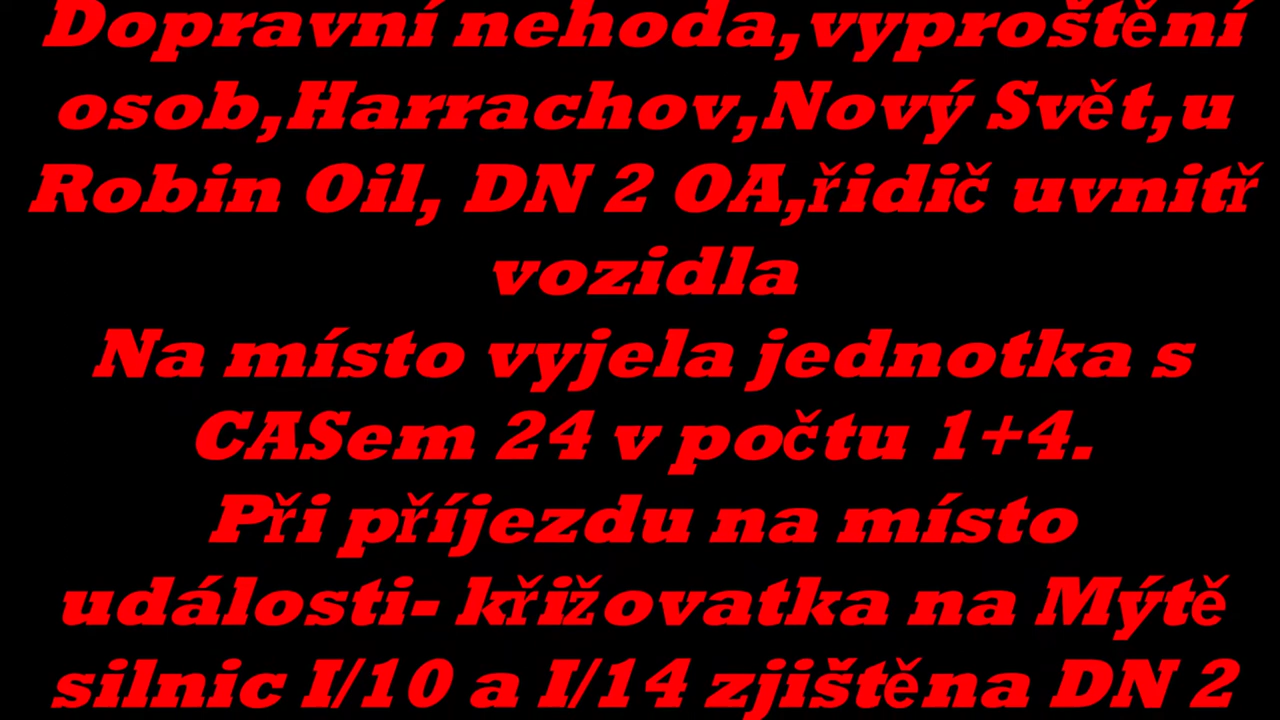 Dopravní nehoda,vyproštění
osob,Harrachov,Nový Svět,u
Robin Oil, DN 2 OA,řidič uvnitř
vozidla
Na místo vyjela jednotka s
CASem 24 v počtu 1+4.
Při příjezdu na místo
události- křižovatka na Mýtě
silnic I/10 a I/14 zjištěna DN 2